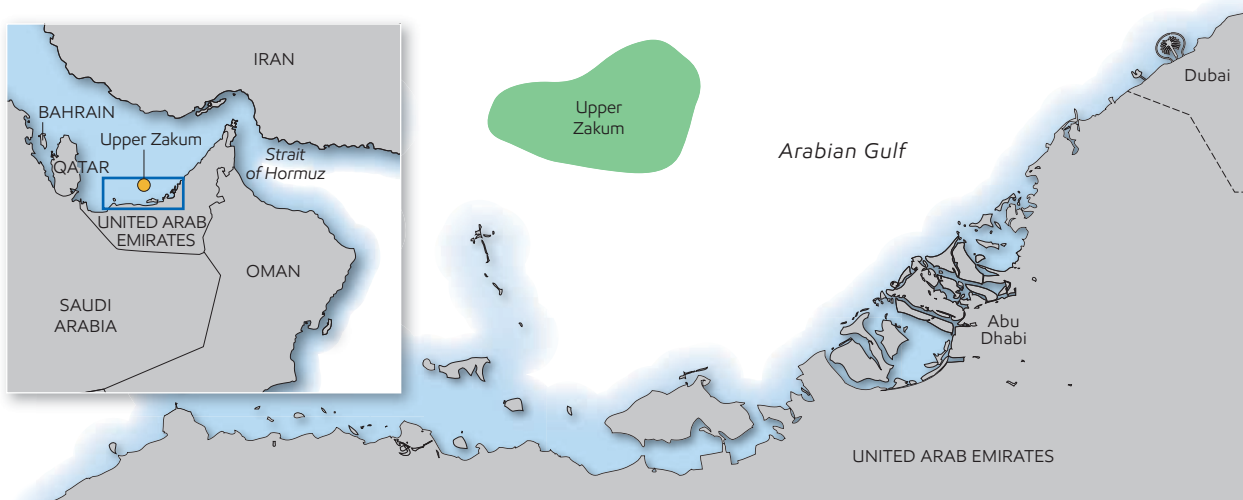 IRAN
BAHRAIN
Upper Zakum
QATAR
Strait
of Hormuz
UNITED ARAB
EMIRATES
OMAN
SAUDI
ARABIA
Upper
Zakum
Arabian Gulf
Dubai
Abu
Dhabi
UNITED ARAB EMIRATES